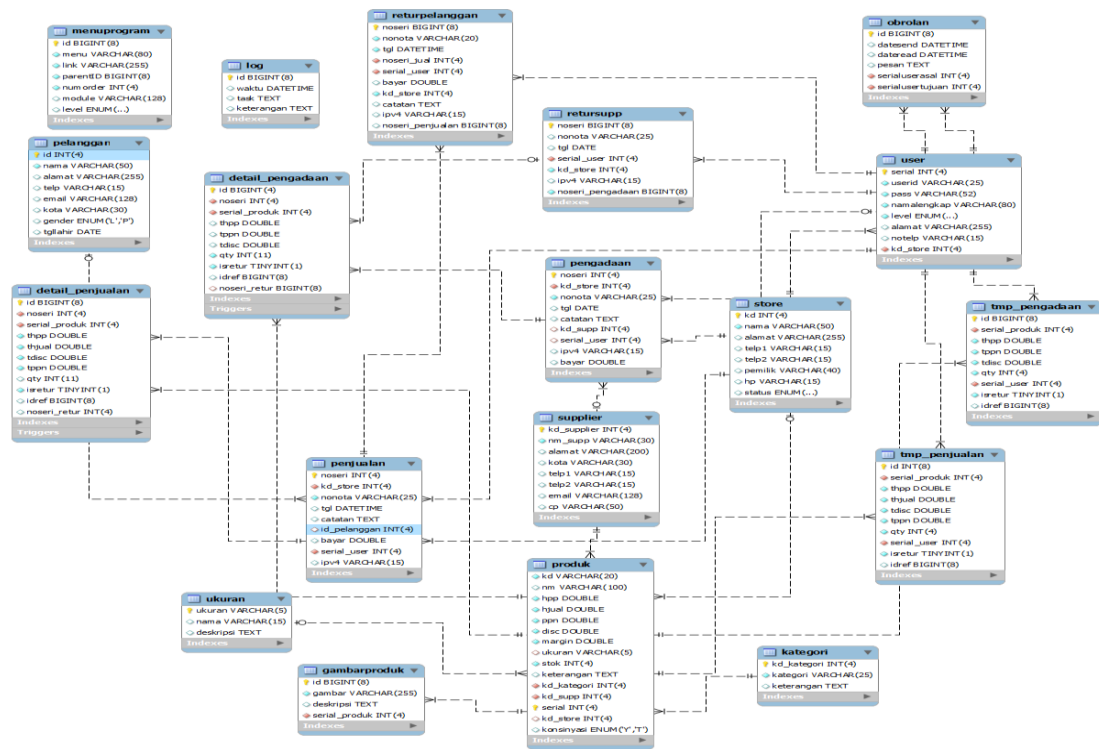 menuprogram
id BIGINT(8)
menu VARCHAR(80)
link VARCHAR(255)
parentID BIGINT(8)
numorder INT(4)
module VARCHAR(128)
level ENUM(...)
Indexes
log
id BIGINT(8)
waktu DATETIME
task TEXT
keterangan TEXT
Indexes
returpelanggan
noseri BIGINT(8)
nonota VARCHAR(20)
tgl DATETIME
noseri_jual INT(4)
serial_user INT(4)
bayar DOUBLE
kd_store INT(4)
catatan TEXT
ipv4 VARCHAR(15)
noseri_penjualan BIGINT(8)
Indexes
obrolan
id BIGINT(8)
datesend DATETIME
dateread DATETIME
pesan TEXT
serialuserasal INT(4)
serialusertujuan INT(4)
Indexes
retursupp
noseri BIGINT(8)
nonota VARCHAR(25)
tgl DATE
serial_user INT(4)
kd_store INT(4)
ipv4 VARCHAR(15)
noseri_pengadaan BIGINT(8)
Indexes
pelanggan
id INT(4)
nama VARCHAR(50)
alamat VARCHAR(255)
telp VARCHAR(15)
email VARCHAR(128)
kota VARCHAR(30)
gender ENUM('L','P')
tgllahir DATE
Indexes
detail_pengadaan
id BIGINT(8)
noseri INT(4)
serial_produk INT(4)
thpp DOUBLE
tppn DOUBLE
tdisc DOUBLE
qty INT(11)
isretur TINYINT(1)
idref BIGINT(8)
noseri_retur BIGINT(8)
Indexes
Triggers
user
serial INT(4)
userid VARCHAR(25)
pass VARCHAR(52)
namalengkap VARCHAR(80)
level ENUM(...)
alamat VARCHAR(255)
notelp VARCHAR(15)
kd_store INT(4)
Indexes
pengadaan
noseri INT(4)
kd_store INT(4)
nonota VARCHAR(25)
tgl DATE
catatan TEXT
kd_supp INT(4)
serial_user INT(4)
ipv4 VARCHAR(15)
bayar DOUBLE
Indexes
detail_penjualan
id BIGINT(8)
noseri INT(4)
serial_produk INT(4)
thpp DOUBLE
thjual DOUBLE
tdisc DOUBLE
tppn DOUBLE
qty INT(11)
isretur TINYINT(1)
idref BIGINT(8)
noseri_retur INT(4)
Indexes
Triggers
store
kd INT(4)
nama VARCHAR(50)
alamat VARCHAR(255)
telp1 VARCHAR(15)
telp2 VARCHAR(15)
pemilik VARCHAR(40)
hp VARCHAR(15)
status ENUM(...)
Indexes
tmp_pengadaan
id BIGINT(8)
serial_produk INT(4)
thpp DOUBLE
tppn DOUBLE
tdisc DOUBLE
qty INT(4)
serial_user INT(4)
isretur TINYINT(1)
idref BIGINT(8)
Indexes
supplier
kd_supplier INT(4)
nm_supp VARCHAR(30)
alamat VARCHAR(200)
kota VARCHAR(30)
telp1 VARCHAR(15)
telp2 VARCHAR(15)
email VARCHAR(128)
cp VARCHAR(50)
Indexes
penjualan
noseri INT(4)
kd_store INT(4)
nonota VARCHAR(25)
tgl DATETIME
catatan TEXT
id_pelanggan INT(4)
bayar DOUBLE
serial_user INT(4)
ipv4 VARCHAR(15)
Indexes
tmp_penjualan
id INT(8)
serial_produk INT(4)
thpp DOUBLE
thjual DOUBLE
tdisc DOUBLE
tppn DOUBLE
qty INT(4)
serial_user INT(4)
isretur TINYINT(1)
idref BIGINT(8)
Indexes
produk
kd VARCHAR(20)
nm VARCHAR(100)
hpp DOUBLE
hjual DOUBLE
ppn DOUBLE
disc DOUBLE
margin DOUBLE
ukuran VARCHAR(5)
stok INT(4)
keterangan TEXT
kd_kategori INT(4)
kd_supp INT(4)
serial INT(4)
kd_store INT(4)
konsinyasi ENUM('Y','T')
Indexes
ukuran
ukuran VARCHAR(5)
nama VARCHAR(15)
deskripsi TEXT
Indexes
gambarproduk
id BIGINT(8)
gambar VARCHAR(255)
deskripsi TEXT
serial_produk INT(4)
Indexes
kategori
kd_kategori INT(4)
kategori VARCHAR(25)
keterangan TEXT
Indexes